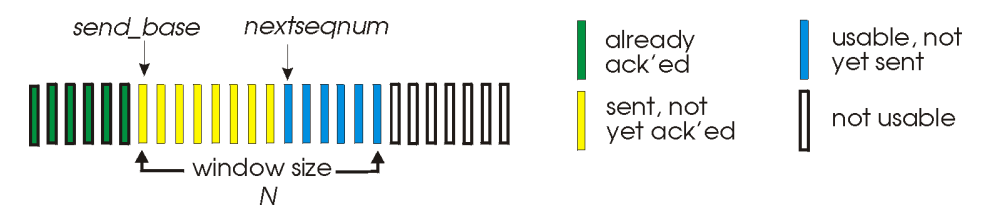 send_base
nextseqnum
window size
N
already
ack'ed
sent, not
yet ack'ed
usable, not
yet sent
not usable